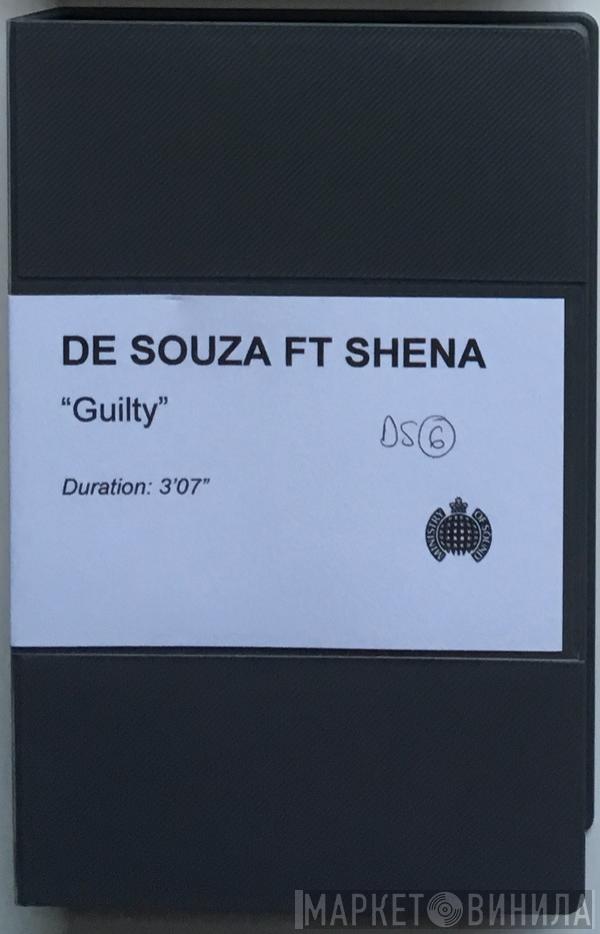 DE SOUZA FT SHENA
“Guilty”
DS 6
Duration: 3’07”
MINISTRY OF SOUND
МАРКЕТ ВИНИЛА